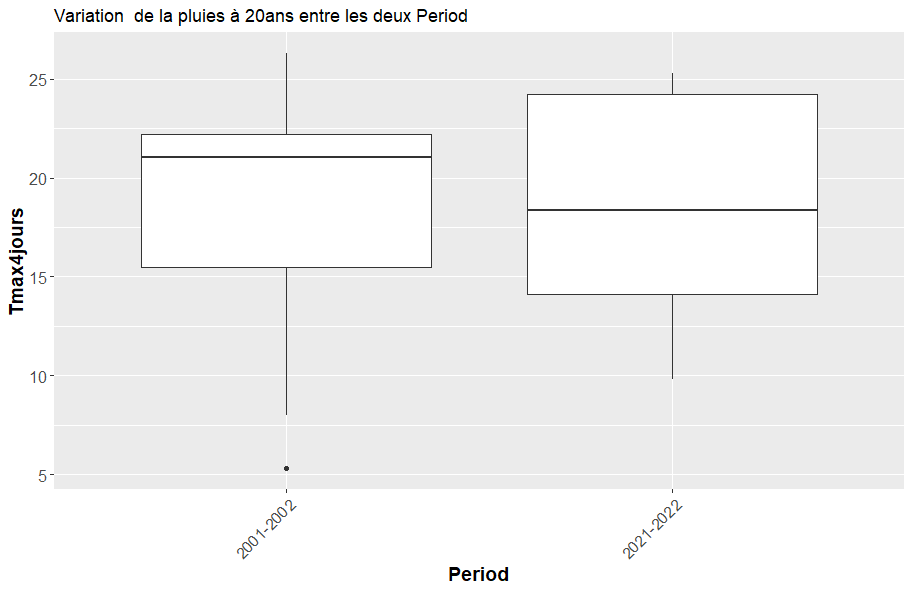 Variation  de la pluies à 20ans entre les deux Period
Tmax4jours
25
20
15
10
5
2001-2002
2021-2022
Period